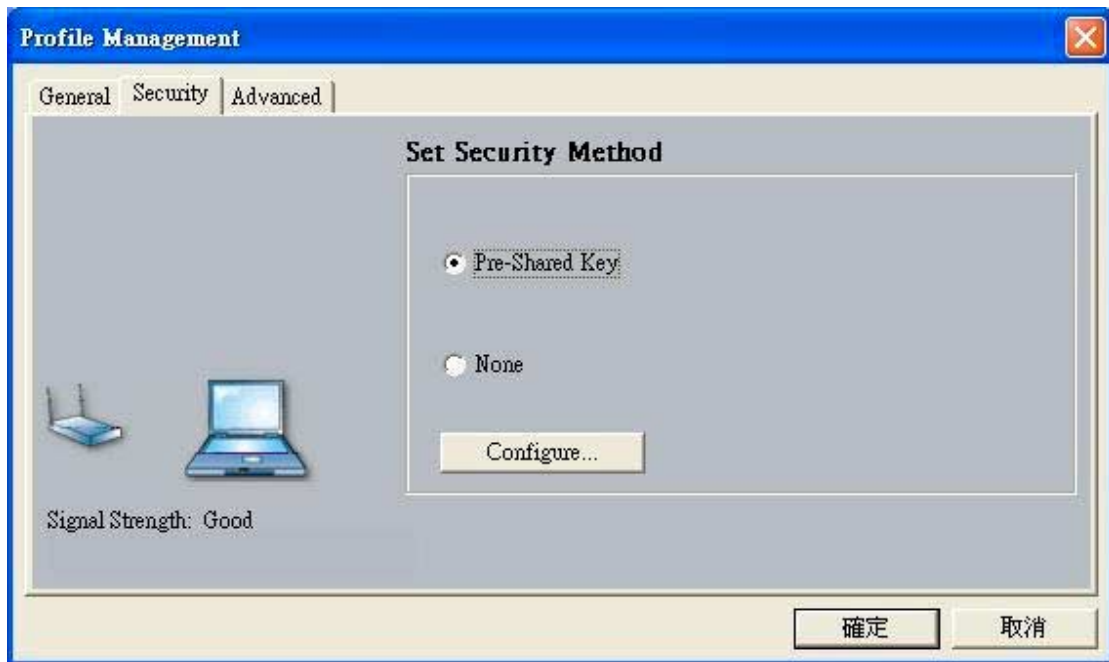 Profile Management
General Security Advanced
Set Security Method
Pre-Shared Key
None
Configure...
Signal Strength: Good
確定 取消